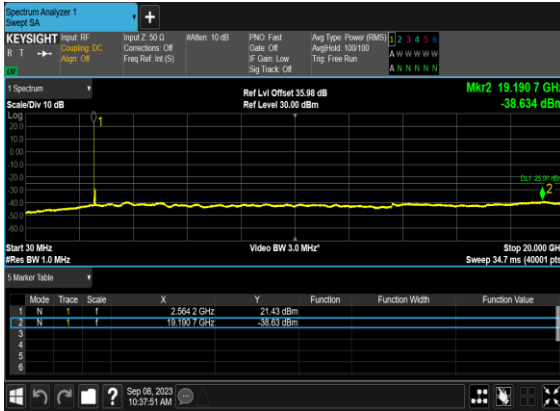 Spectrum Analyzer 1
Swept SA
+
KEYSIGHT Input: RF Input Z: 50 Ω #Atten: 10 dB PNO: Fast Avg Type: Power (RMS) 1 2 3 4 5 6
R T Coupling: DC Corrections: Off Gate: Off Avg|Hold: 100/100 A W W W W W
Align: Off Freq Ref: Int (S) IF Gain: Low Trig: Free Run
Sig Track: Off A N N N N N
1 Spectrum Ref Lvl Offset 35.98 dB Mkr2 19.190 7 GHz
Scale/Div 10 dB Ref Level 30.00 dBm -38.634 dBm
Log
20.0
10.0
0.00
-10.0
-20.0
-30.0
-40.0
-50.0
-60.0
1
2
Start 30 MHz Video BW 3.0 MHz* Stop 20.000 GH
#Res BW 1.0 MHz Sweep 34.7 ms (40001 pts
5 Marker Table
Mode Trace Scale X Y Function Function Width Function Value
1 N 1 f 2.564 2 GHz 21.43 dBm
2 N 1 f 19.190 7 GHz -38.63 dBm
3
4
5
6
? Sep 08, 2023
10:37:51 AM